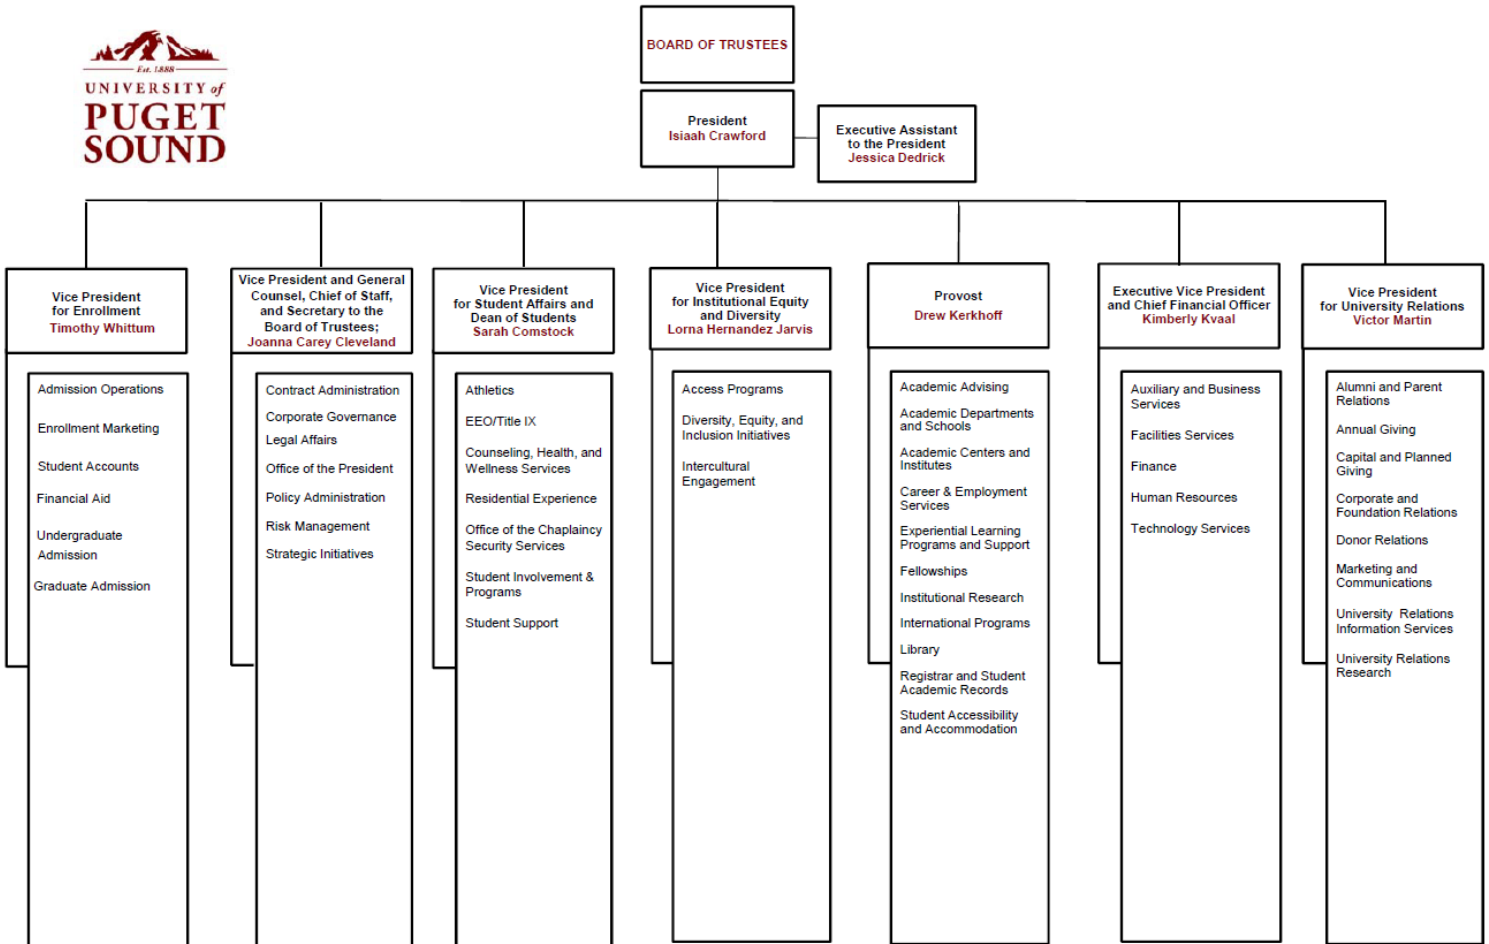 Est. 1888
UNIVERSITY of
PUGET
SOUND
BOARD OF TRUSTEES
President
Isiaah Crawford
Executive Assistant
to the President
Jessica Dedrick
Vice President
for Enrollment
Timothy Whittum
Admission Operations
Enrollment Marketing
Student Accounts
Financial Aid
Undergraduate
Admission
Graduate Admission
Vice President and General
Counsel, Chief of Staff,
and Secretary to the
Board of Trustees;
Joanna Carey Cleveland
Contract Administration
Corporate Governance
Legal Affairs
Office of the President
Policy Administration
Risk Management
Strategic Initiatives
Vice President
for Student Affairs and
Dean of Students
Sarah Comstock
Athletics
EEO/Title IX
Counseling, Health, and
Wellness Services
Residential Experience
Office of the Chaplaincy
Security Services
Student Involvement &
Programs
Student Support
Vice President
for Institutional Equity
and Diversity
Lorna Hernandez Jarvis
Access Programs
Diversity, Equity, and
Inclusion Initiatives
Intercultural
Engagement
Provost
Drew Kerkhoff
Academic Advising
Academic Departments
and Schools
Academic Centers and
Institutes
Career & Employment
Services
Experiential Learning
Programs and Support
Fellowships
Institutional Research
International Programs
Library
Registrar and Student
Academic Records
Student Accessibility
and Accommodation
Executive Vice President
and Chief Financial Officer
Kimberly Kvaal
Auxiliary and Business
Services
Facilities Services
Finance
Human Resources
Technology Services
Vice President
for University Relations
Victor Martin
Alumni and Parent
Relations
Annual Giving
Capital and Planned
Giving
Corporate and
Foundation Relations
Donor Relations
Marketing and
Communications
University Relations
Information Services
University Relations
Research